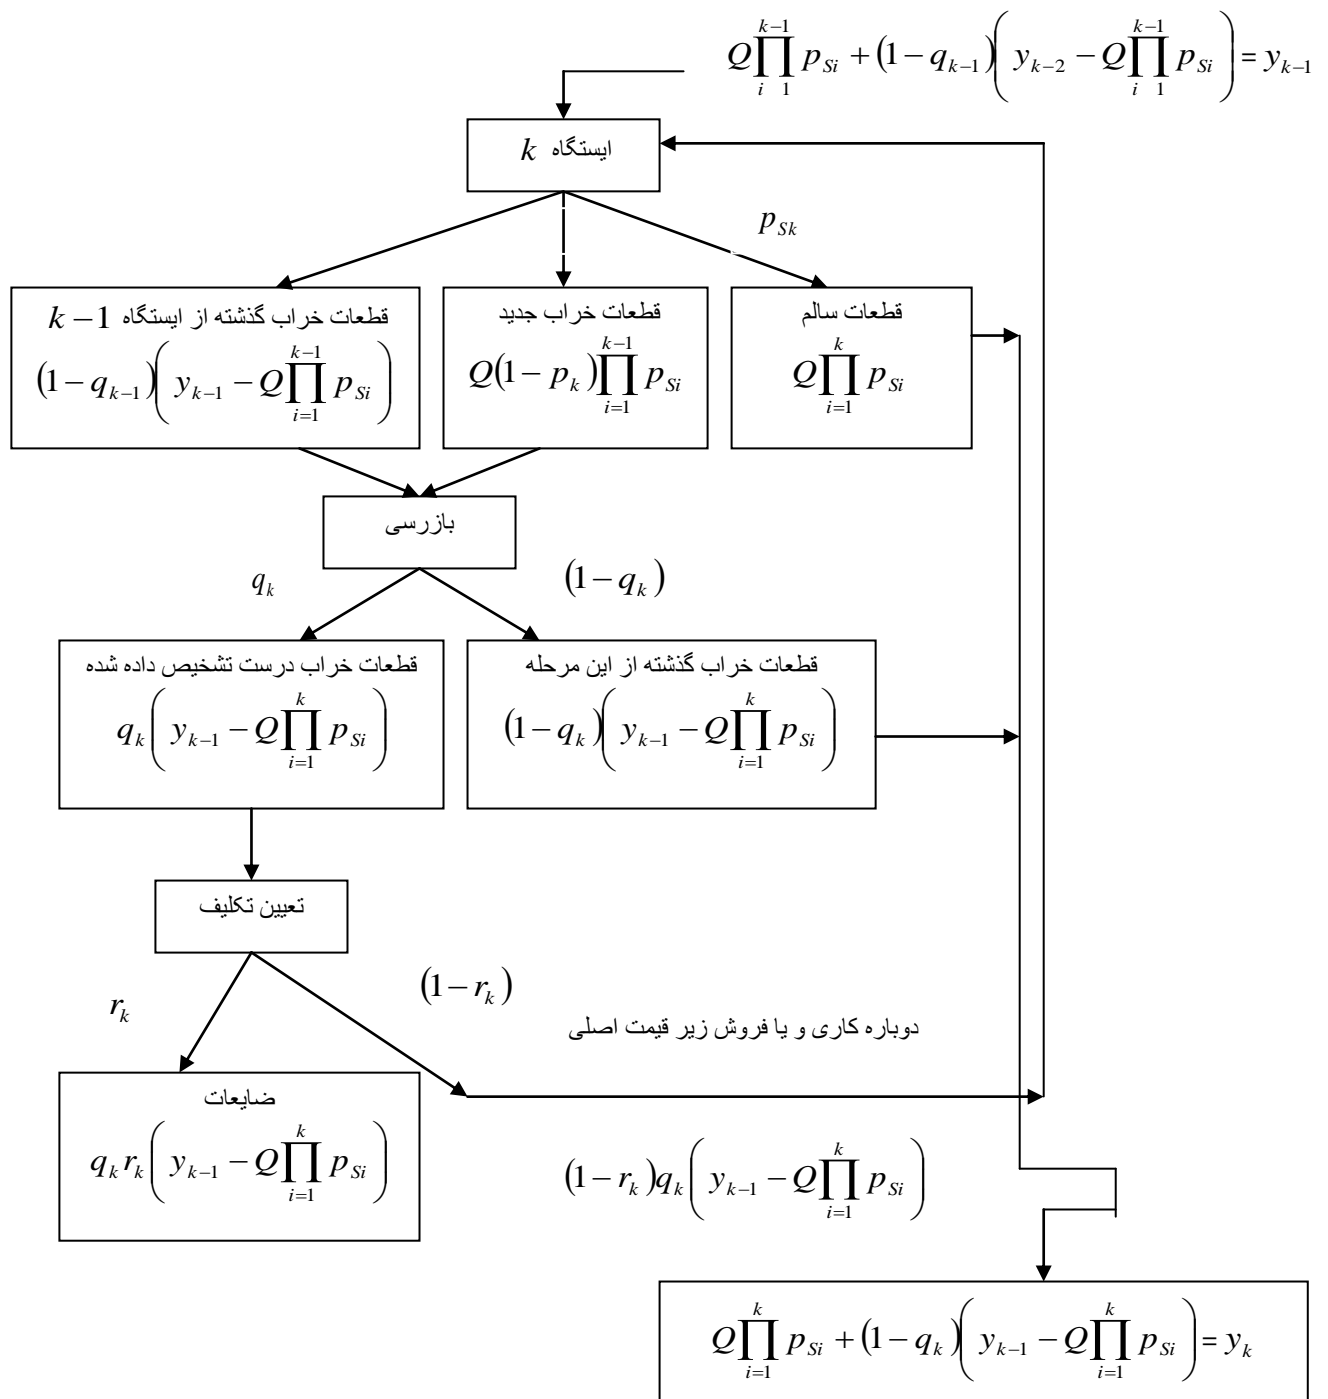 Q∏_{i 1}^{k−1} p_{Si} + (1 − q_{k−1})( y_{k−2} − Q∏_{i 1}^{k−1} p_{Si} ) = y_{k−1}
ایستگاه k
p_{Sk}
قطعات سالم
Q∏_{i=1}^{k} p_{Si}
قطعات خراب جدید
Q(1 − p_k)∏_{i=1}^{k−1} p_{Si}
قطعات خراب گذشته از ایستگاه k − 1
(1 − q_{k−1})( y_{k−1} − Q∏_{i=1}^{k−1} p_{Si} )
بازرسی
q_k
(1 − q_k)
قطعات خراب گذشته از این مرحله
(1 − q_k)( y_{k−1} − Q∏_{i=1}^{k} p_{Si} )
قطعات خراب درست تشخیص داده شده
q_k( y_{k−1} − Q∏_{i=1}^{k} p_{Si} )
تعیین تکلیف
r_k
(1 − r_k)
دوباره کاری و یا فروش زیر قیمت اصلی
ضایعات
q_k r_k( y_{k−1} − Q∏_{i=1}^{k} p_{Si} )
(1 − r_k)q_k( y_{k−1} − Q∏_{i=1}^{k} p_{Si} )
Q∏_{i=1}^{k} p_{Si} + (1 − q_k)( y_{k−1} − Q∏_{i=1}^{k} p_{Si} ) = y_k